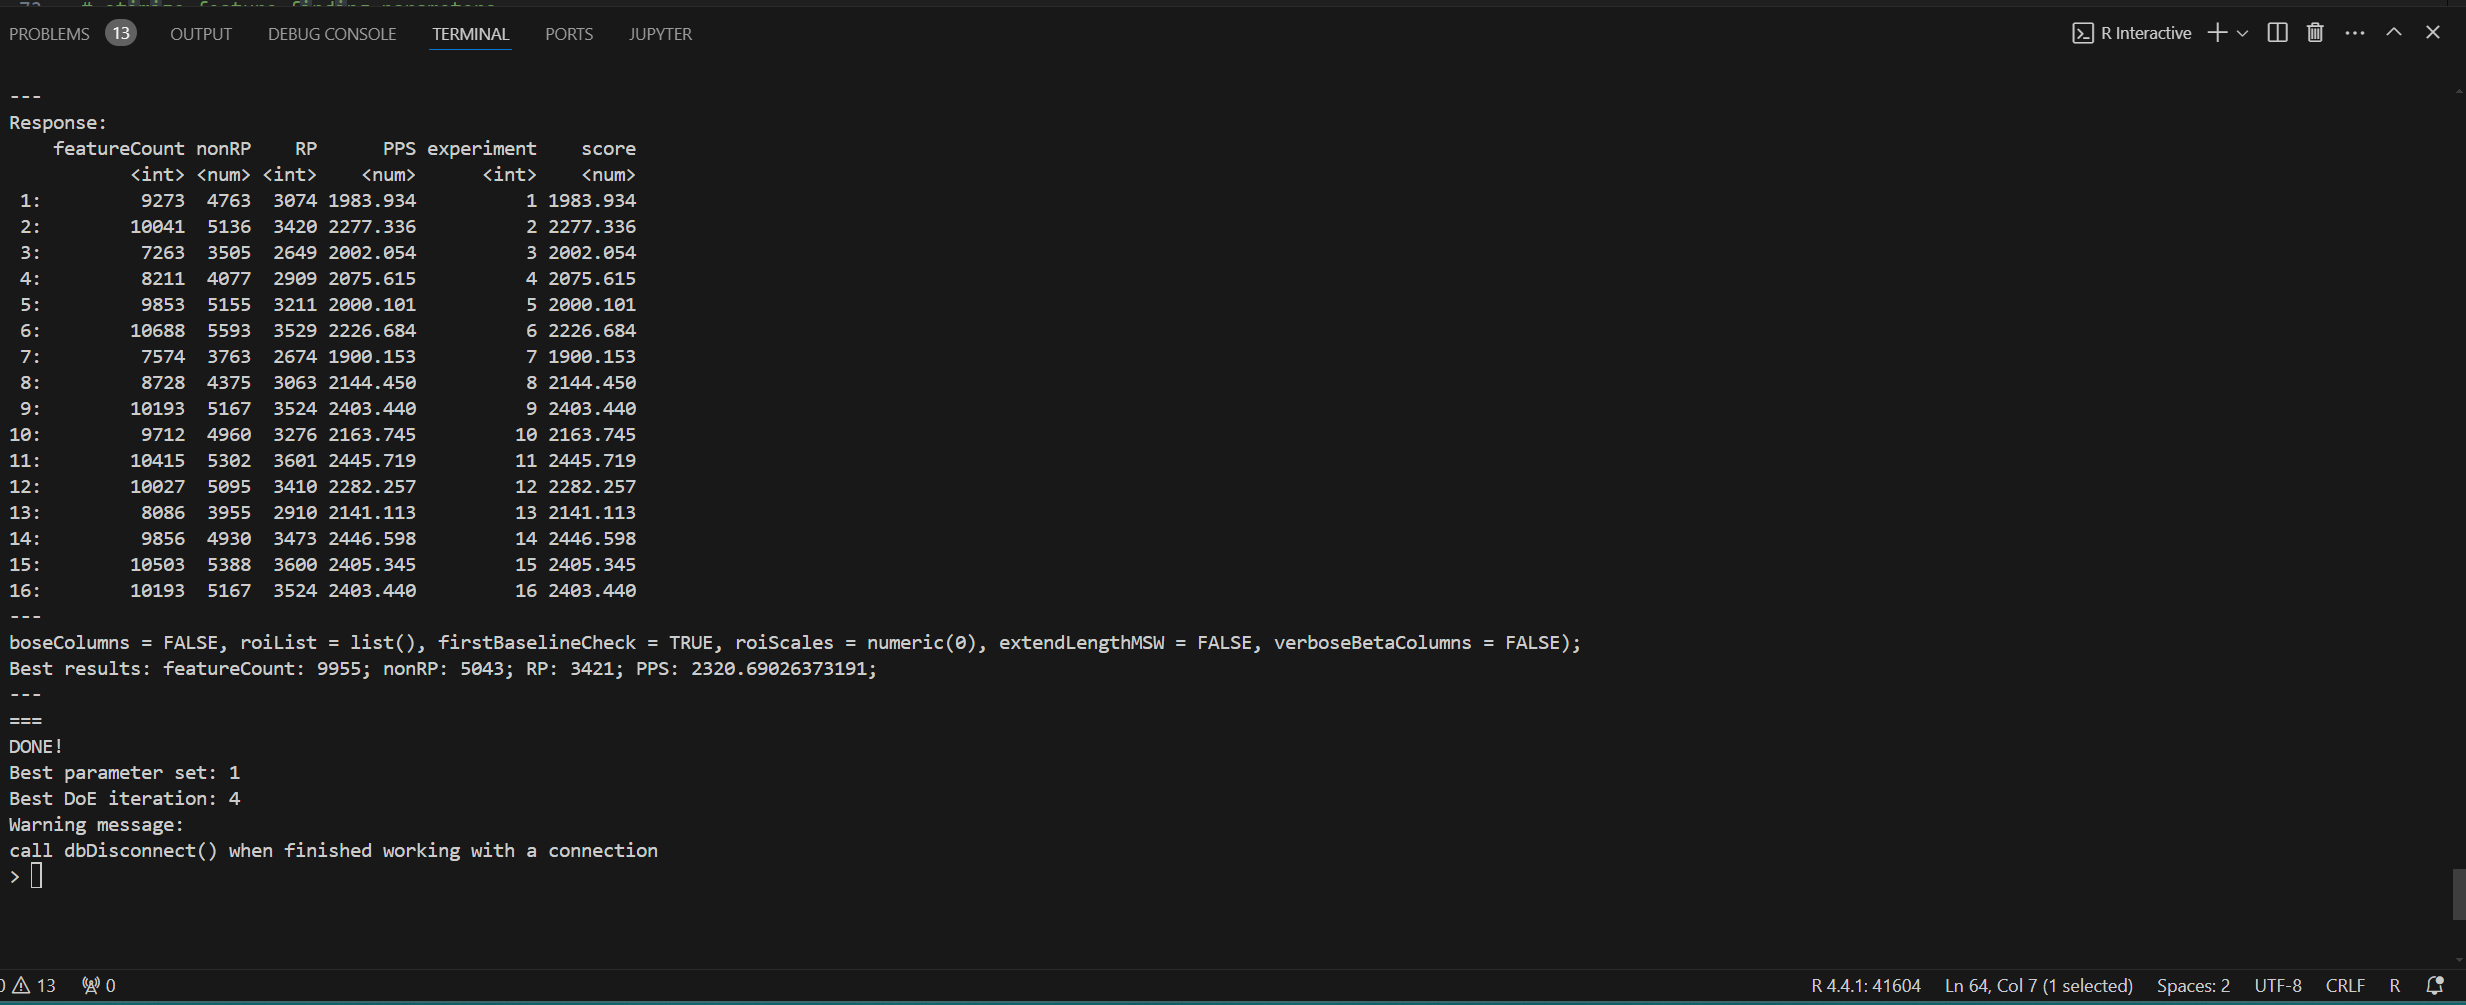 PROBLEMS 13 OUTPUT DEBUG CONSOLE TERMINAL PORTS JUPYTER R Interactive
---
Response:
featureCount nonRP RP PPS experiment score
<int> <num> <int> <num> <int> <num>
1: 9273 4763 3074 1983.934 1 1983.934
2: 10041 5136 3420 2277.336 2 2277.336
3: 7263 3505 2649 2002.054 3 2002.054
4: 8211 4077 2909 2075.615 4 2075.615
5: 9853 5155 3211 2000.101 5 2000.101
6: 10688 5593 3529 2226.684 6 2226.684
7: 7574 3763 2674 1900.153 7 1900.153
8: 8728 4375 3063 2144.450 8 2144.450
9: 10193 5167 3524 2403.440 9 2403.440
10: 9712 4960 3276 2163.745 10 2163.745
11: 10415 5302 3601 2445.719 11 2445.719
12: 10027 5095 3410 2282.257 12 2282.257
13: 8086 3955 2910 2141.113 13 2141.113
14: 9856 4930 3473 2446.598 14 2446.598
15: 10503 5388 3600 2405.345 15 2405.345
16: 10193 5167 3524 2403.440 16 2403.440
---
boseColumns = FALSE, roiList = list(), firstBaselineCheck = TRUE, roiScales = numeric(0), extendLengthMSW = FALSE, verboseBetaColumns = FALSE);
Best results: featureCount: 9955; nonRP: 5043; RP: 3421; PPS: 2320.69026373191;
---
===
DONE!
Best parameter set: 1
Best DoE iteration: 4
Warning message:
call dbDisconnect() when finished working with a connection
>
13 0 R 4.4.1: 41604 Ln 64, Col 7 (1 selected) Spaces: 2 UTF-8 CRLF R